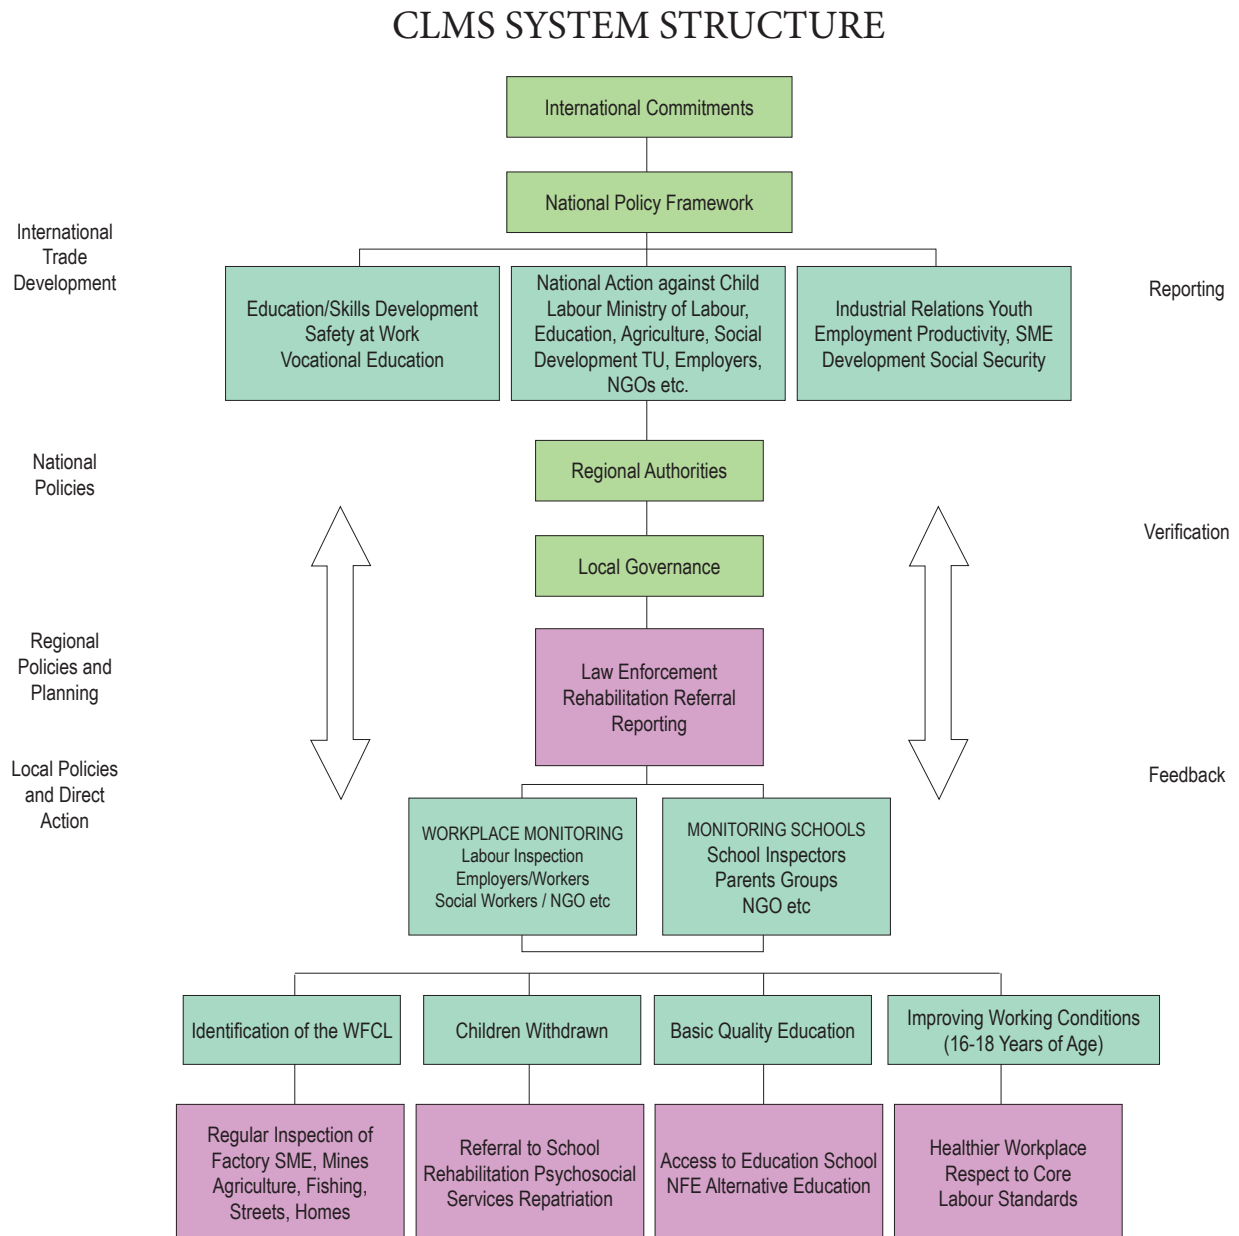 CLMS SYSTEM STRUCTURE
International Commitments
National Policy Framework
International
Trade
Development
Education/Skills Development
Safety at Work
Vocational Education
National Action against Child
Labour Ministry of Labour,
Education, Agriculture, Social
Development TU, Employers,
NGOs etc.
Industrial Relations Youth
Employment Productivity, SME
Development Social Security
Reporting
National
Policies
Regional Authorities
Verification
Local Governance
Regional
Policies and
Planning
Law Enforcement
Rehabilitation Referral
Reporting
Local Policies
and Direct
Action
Feedback
WORKPLACE MONITORING
Labour Inspection
Employers/Workers
Social Workers / NGO etc
MONITORING SCHOOLS
School Inspectors
Parents Groups
NGO etc
Identification of the WFCL
Children Withdrawn
Basic Quality Education
Improving Working Conditions
(16-18 Years of Age)
Regular Inspection of
Factory SME, Mines
Agriculture, Fishing,
Streets, Homes
Referral to School
Rehabilitation Psychosocial
Services Repatriation
Access to Education School
NFE Alternative Education
Healthier Workplace
Respect to Core
Labour Standards